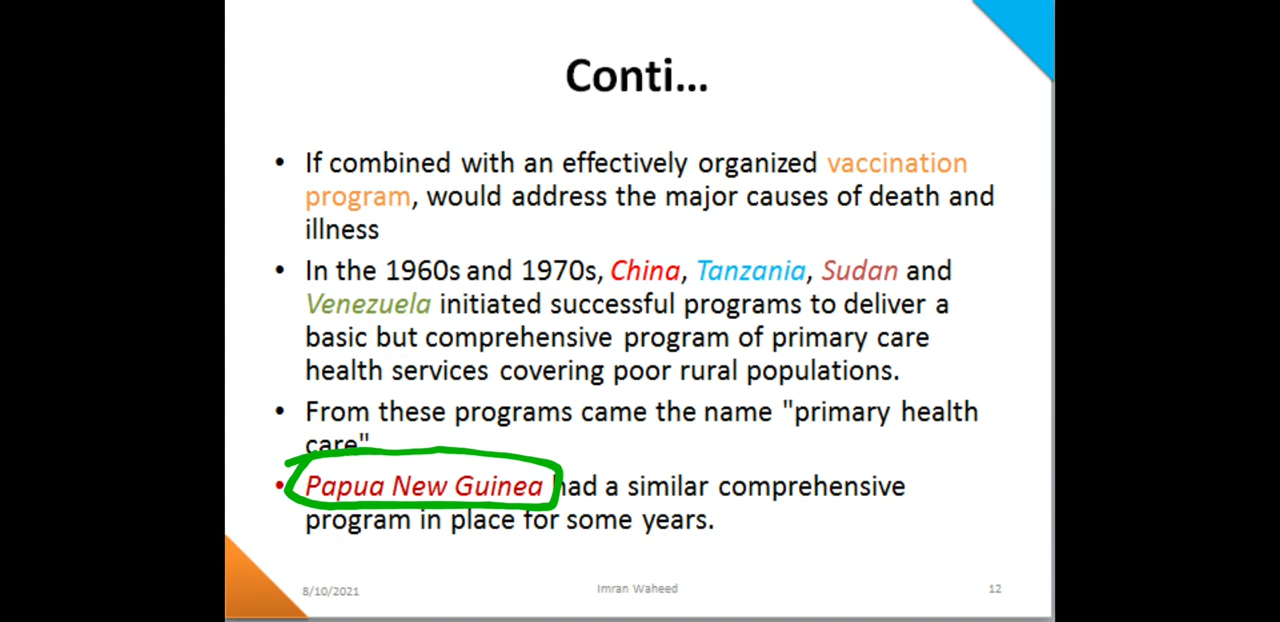 Conti...
• If combined with an effectively organized vaccination
program, would address the major causes of death and
illness
• In the 1960s and 1970s, China, Tanzania, Sudan and
Venezuela initiated successful programs to deliver a
basic but comprehensive program of primary care
health services covering poor rural populations.
• From these programs came the name "primary health
care"
• Papua New Guinea had a similar comprehensive
program in place for some years.
8/10/2021
Imran Waheed
12